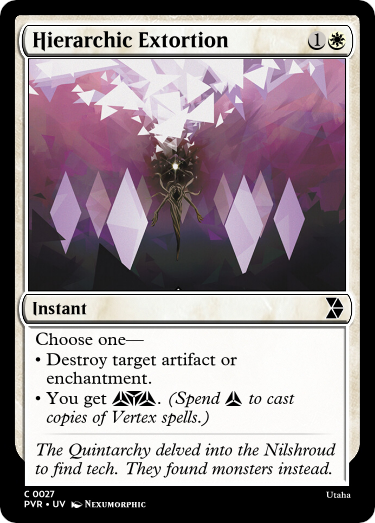 Hierarchic Extortion 1
Instant
Choose one—
• Destroy target artifact or
enchantment.
• You get . (Spend to cast
copies of Vertex spells.)
The Quintarchy delved into the Nilshroud
to find tech. They found monsters instead.
C 0027
Utaha
PVR • UV Nexumorphic